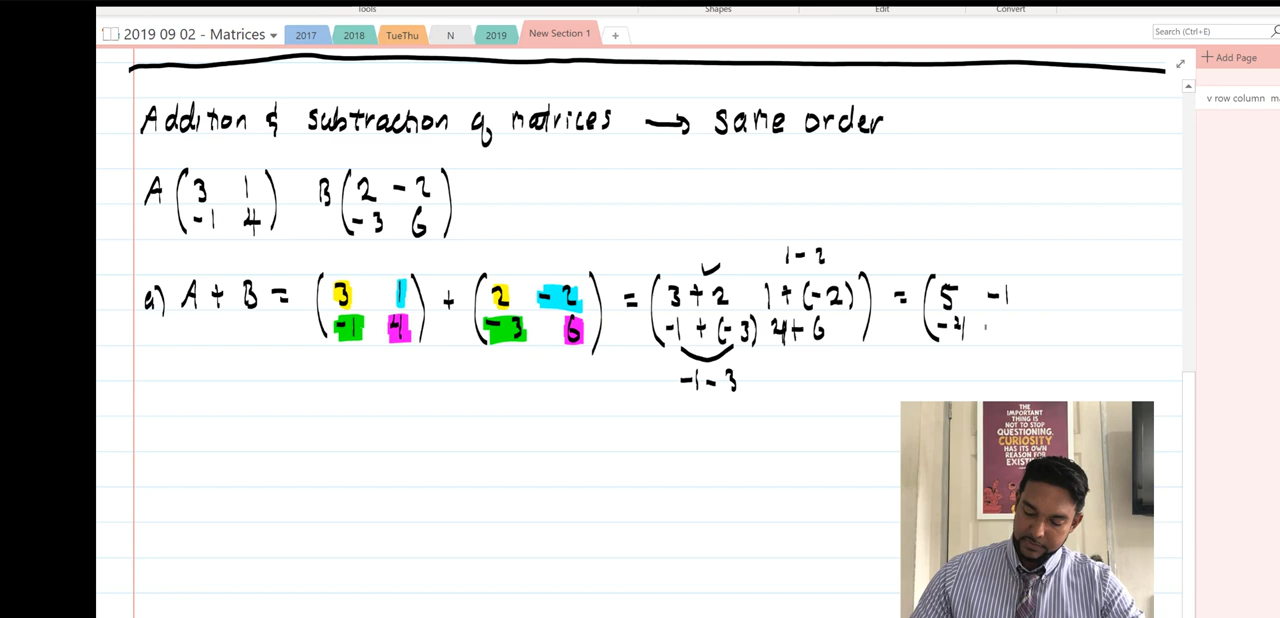 Tools Shapes Edit Convert
2019 09 02 - Matrices 2017 2018 TueThu N 2019 New Section 1 + Search (Ctrl+E)
+ Add Page
v row column m
Addition & subtraction of matrices → same order
A (3 1) B (2 -2)
(-1 4) (-3 6)
1 - 2
a) A + B = (3 1) + (2 -2) = (3 + 2 1 + (-2)) = (5 -1
(-1 4) (-3 6) (-1 + (-3) 4 + 6) (-4
-1 - 3
THE
IMPORTANT
THING IS
NOT TO STOP
QUESTIONING.
CURIOSITY
HAS ITS OWN
REASON FOR
EXIST